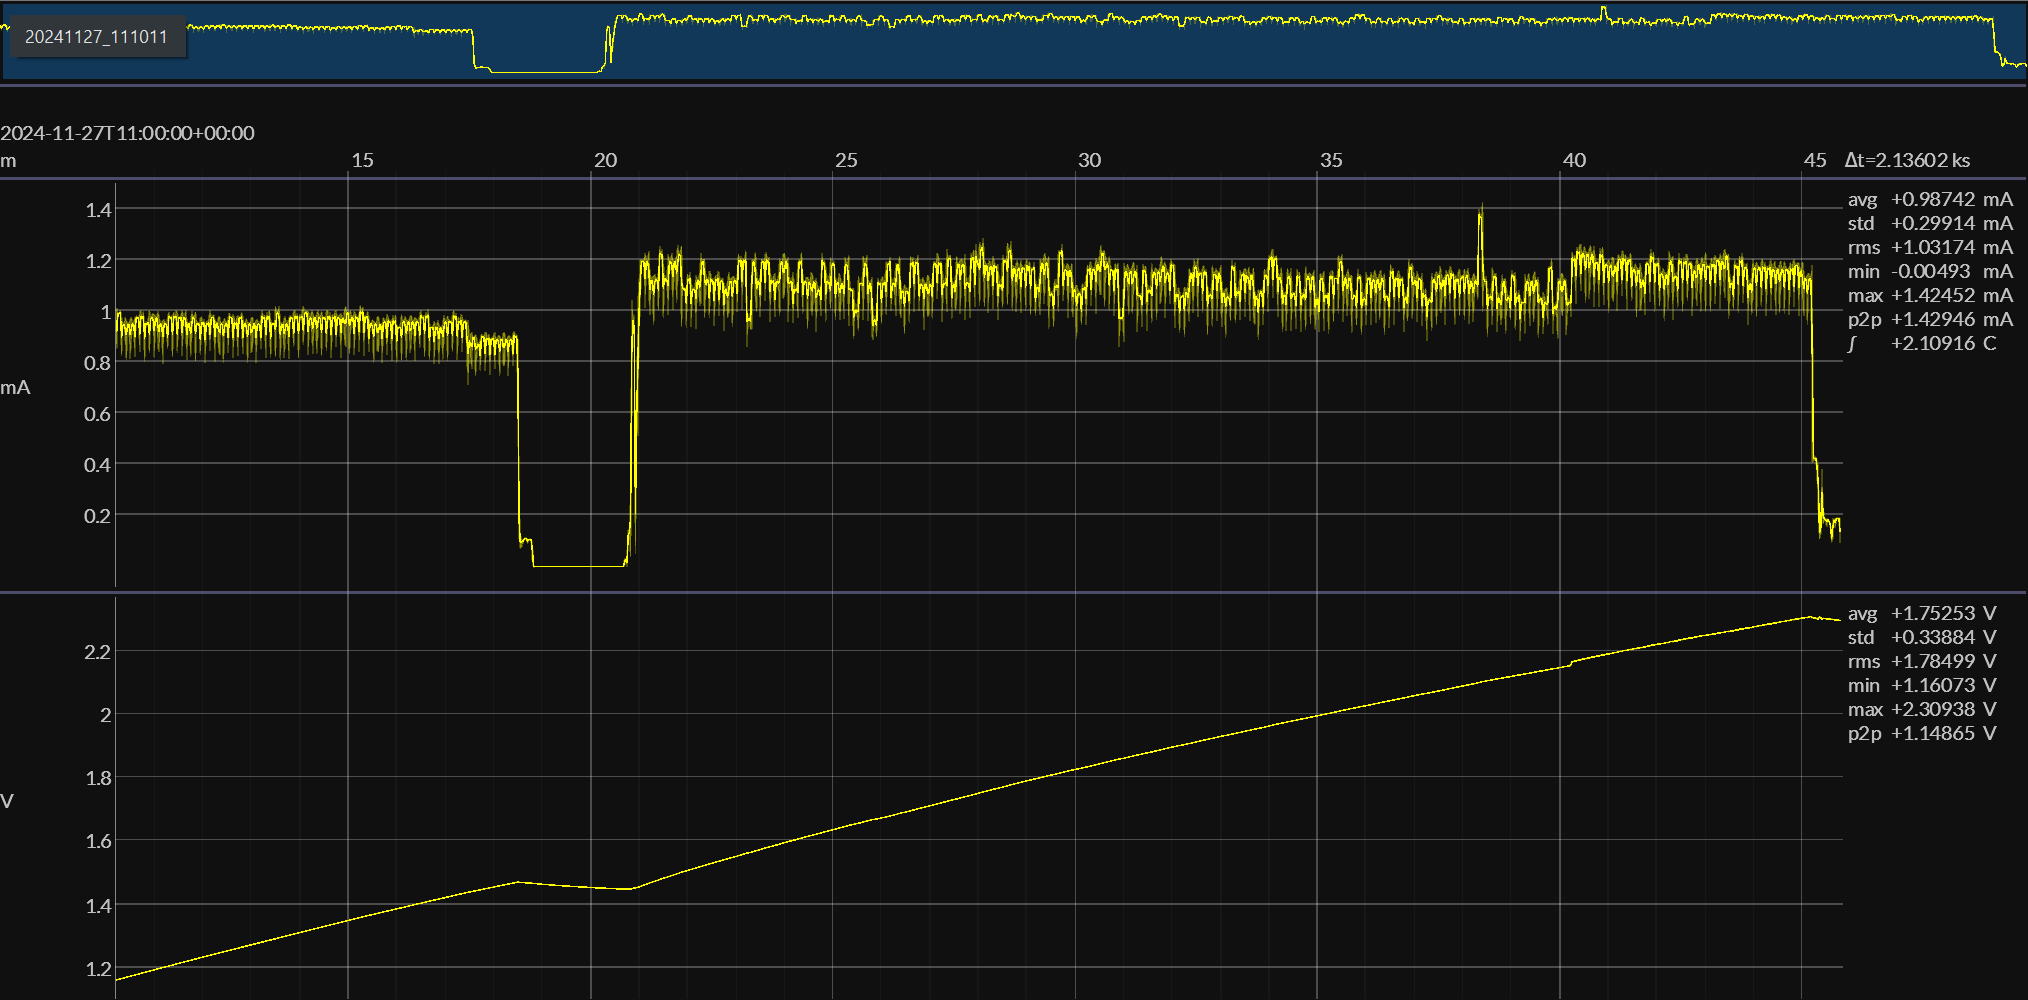 20241127_111011
2024-11-27T11:00:00+00:00
m 15 20 25 30 35 40 45 Δt=2.13602 ks
1.4
1.2
1
0.8
mA
0.6
0.4
0.2
avg +0.98742 mA
std +0.29914 mA
rms +1.03174 mA
min -0.00493 mA
max +1.42452 mA
p2p +1.42946 mA
∫ +2.10916 C
2.2
2
1.8
V
1.6
1.4
1.2
avg +1.75253 V
std +0.33884 V
rms +1.78499 V
min +1.16073 V
max +2.30938 V
p2p +1.14865 V